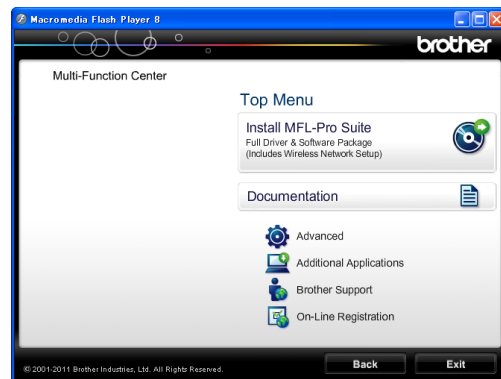 Macromedia Flash Player 8
brother
Multi-Function Center
Top Menu
Install MFL-Pro Suite
Full Driver & Software Package
(Includes Wireless Network Setup)
Documentation
Advanced
Additional Applications
Brother Support
On-Line Registration
© 2001-2011 Brother Industries, Ltd. All Rights Reserved.
Back
Exit